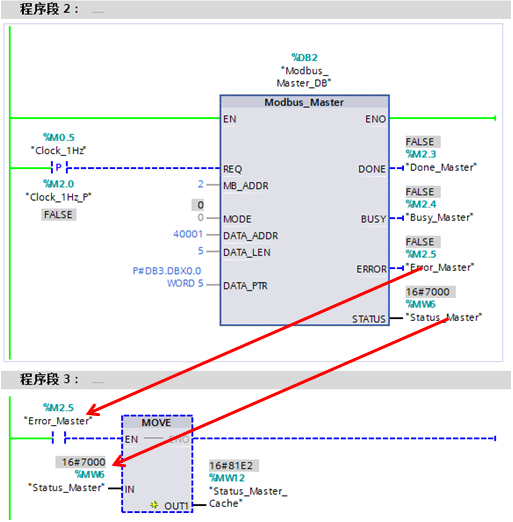 程序段 2： .....
%DB2
"Modbus_
Master_DB"
Modbus_Master
EN
ENO
%M0.5
"Clock_1Hz"
P
%M2.0
"Clock_1Hz_P"
FALSE
REQ
2
MB_ADDR
0
0
MODE
40001
DATA_ADDR
5
DATA_LEN
P#DB3.DBX0.0
WORD 5
DATA_PTR
FALSE
%M2.3
DONE
"Done_Master"
FALSE
%M2.4
BUSY
"Busy_Master"
FALSE
%M2.5
ERROR
"Error_Master"
16#7000
%MW6
STATUS
"Status_Master"
程序段 3： .....
%M2.5
"Error_Master"
MOVE
EN
ENO
16#7000
%MW6
"Status_Master"
IN
OUT1
16#81E2
%MW12
"Status_Master_
Cache"